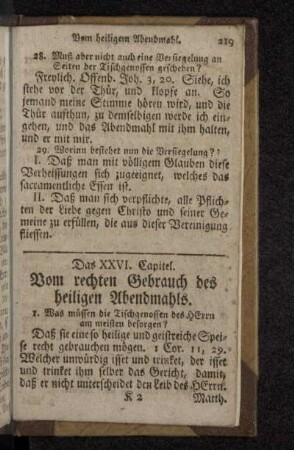 Vom heiligem Abendmahl. 219
28. Muß aber nicht auch eine Versiegelung an
Seiten der Tischgenossen geschehen?
Freylich. Offenb. Joh. 3, 20. Siehe, ich
stehe vor der Thür, und klopfe an. So
jemand meine Stimme hören wird, und die
Thür aufthun, zu demselbigen werde ich ein-
gehen, und das Abendmahl mit ihm halten,
und er mit mir.
29. Worinn bestehet nun die Versiegelung?
I. Daß man mit völligem Glauben diese
Verheissungen sich zugeeignet, welches das
sacramentliche Essen ist.
II. Daß man sich verpflichte, alle Pflich-
ten der Liebe gegen Christo und seiner Ge-
meine zu erfüllen, die aus dieser Vereinigung
fliessen.
Das XXVI. Capitel.
Vom rechten Gebrauch des
heiligen Abendmahls.
1. Was müssen die Tischgenossen des HErrn
am meisten besorgen?
Daß sie eine so heilige und geistreiche Spei-
se recht gebrauchen mögen. 1 Cor. 11, 29.
Welcher unwürdig isset und trinket, der isset
und trinket ihm selber das Gericht, damit,
daß er nicht unterscheidet den Leib des HErrn.
K 2 Matth.